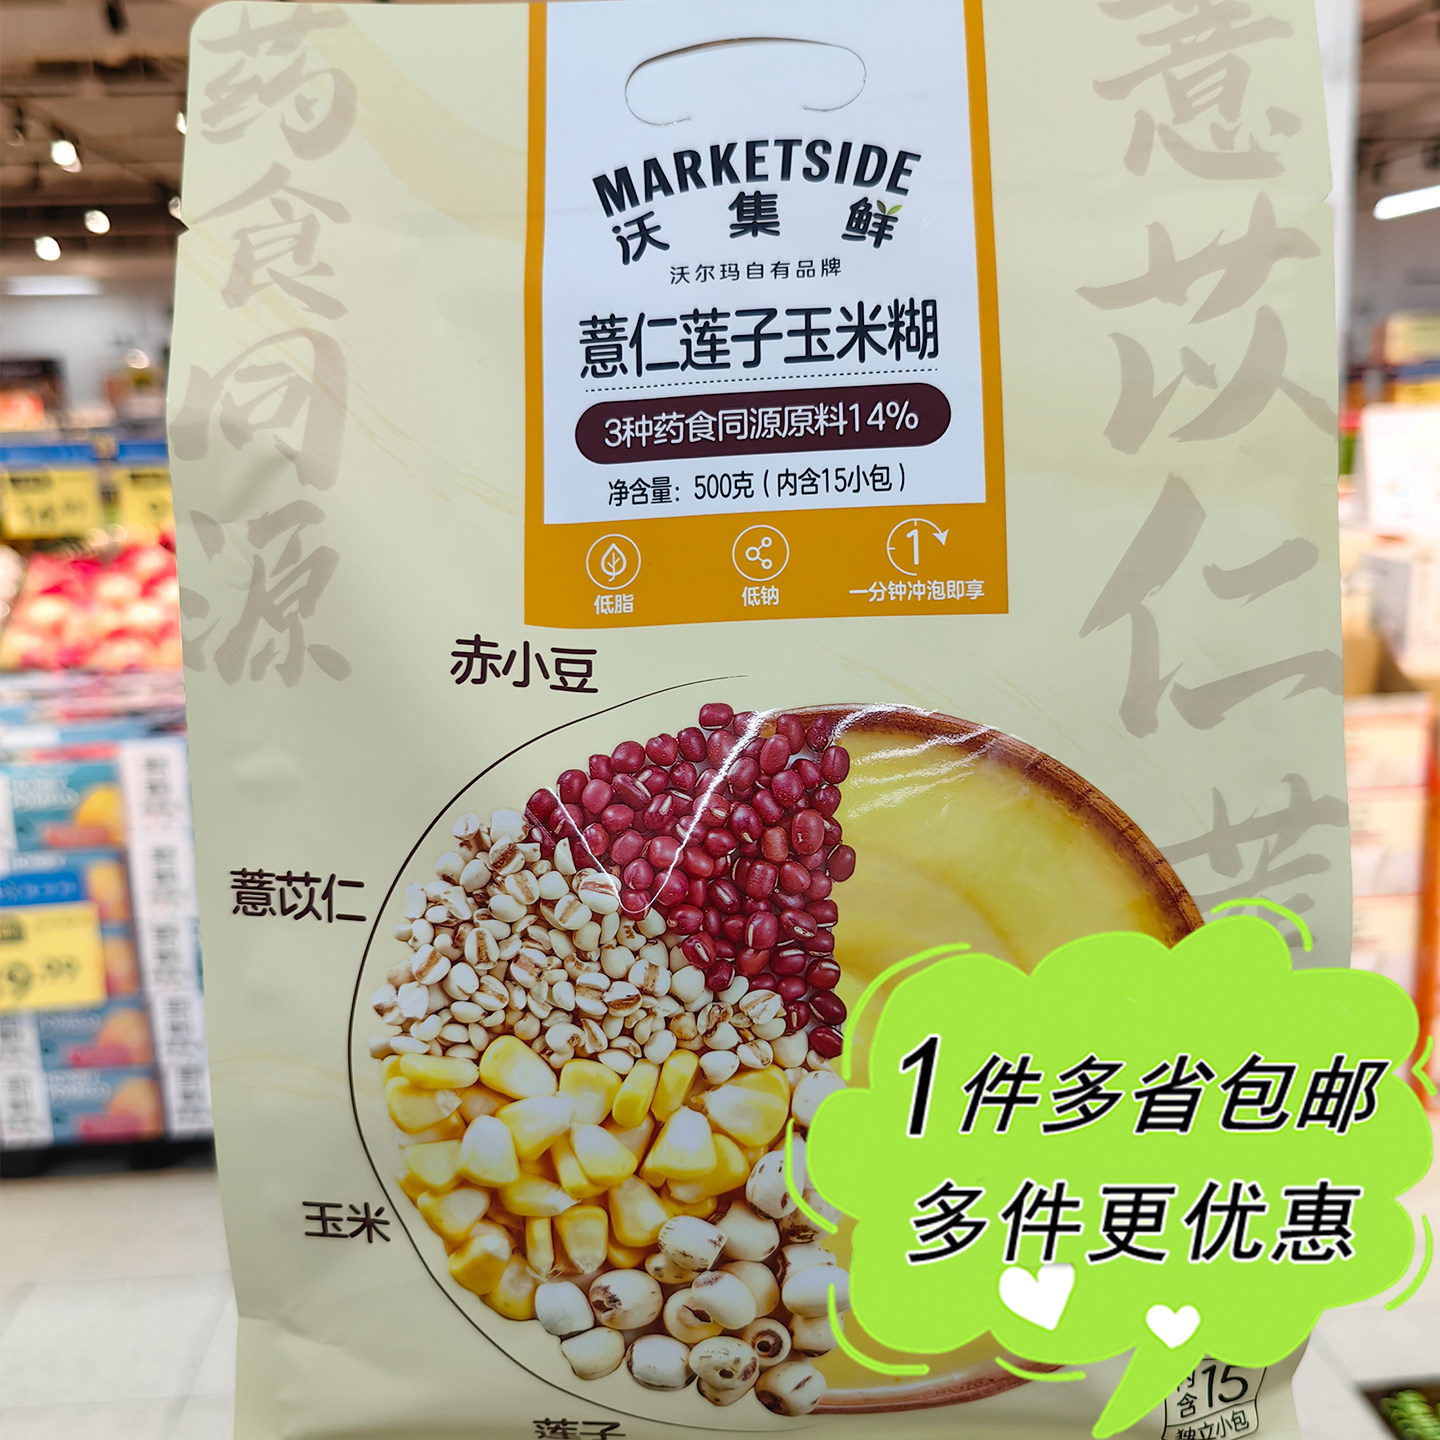 药食同源
薏苡仁
MARKETSIDE
沃集鲜
沃尔玛自有品牌
薏仁莲子玉米糊
3种药食同源原料14%
净含量：500克（内含15小包）
低脂
低钠
1
一分钟冲泡即享
赤小豆
薏苡仁
玉米
莲子
9.99
1件多省包邮
多件更优惠
内含15
独立小包